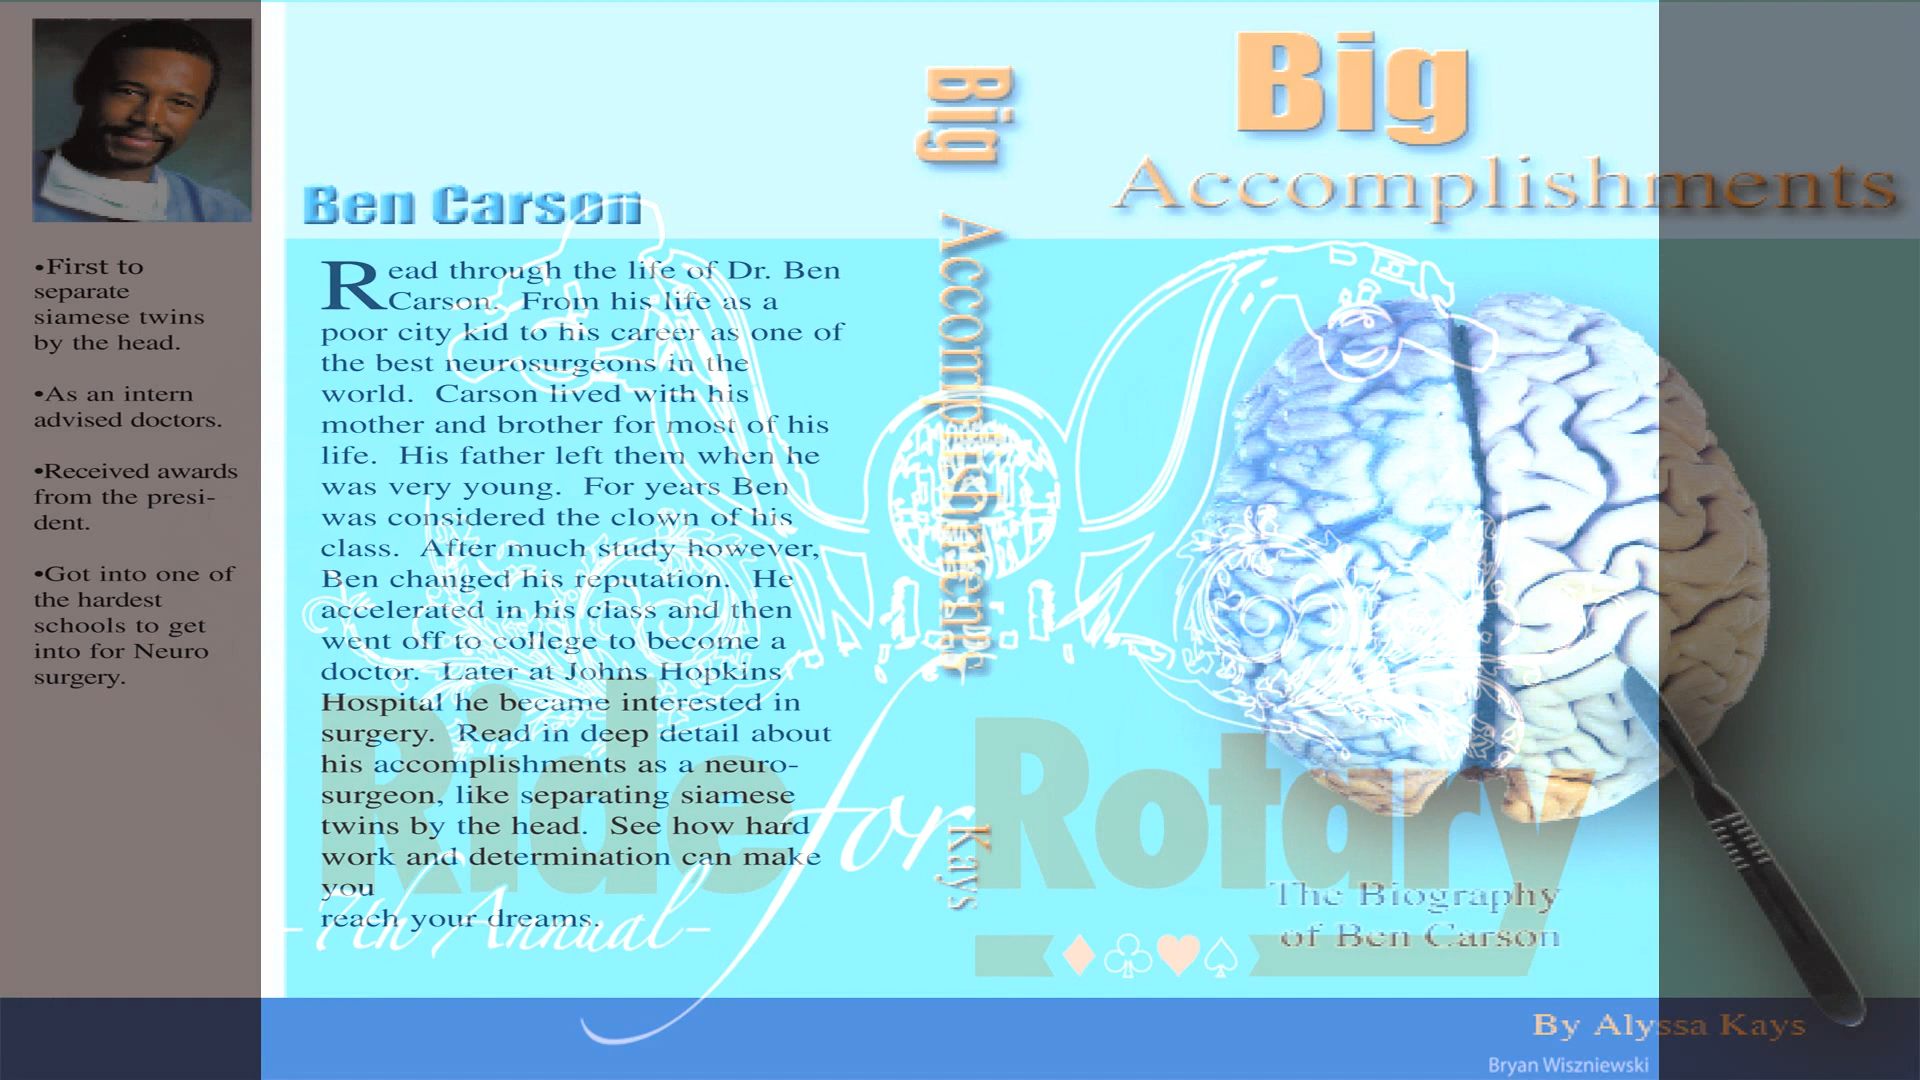 •First to
separate
siamese twins
by the head.
•As an intern
advised doctors.
•Received awards
from the presi-
dent.
•Got into one of
the hardest
schools to get
into for Neuro
surgery.
Ben Carson
Read through the life of Dr. Ben
Carson.  From his life as a
poor city kid to his career as one of
the best neurosurgeons in the
world.  Carson lived with his
mother and brother for most of his
life.  His father left them when he
was very young.  For years Ben
was considered the clown of his
class.  After much study however,
Ben changed his reputation.  He
accelerated in his class and then
went off to college to become a
doctor.  Later at Johns Hopkins
Hospital he became interested in
surgery.  Read in deep detail about
his accomplishments as a neuro-
surgeon, like separating siamese
twins by the head.  See how hard
work and determination can make
you
reach your dreams.
Big Accomplishments Kays
Big
Accomplishments
Ride for Rotary
-7th Annual-
The Biography
of Ben Carson
By Alyssa Kays
Bryan Wiszniewski